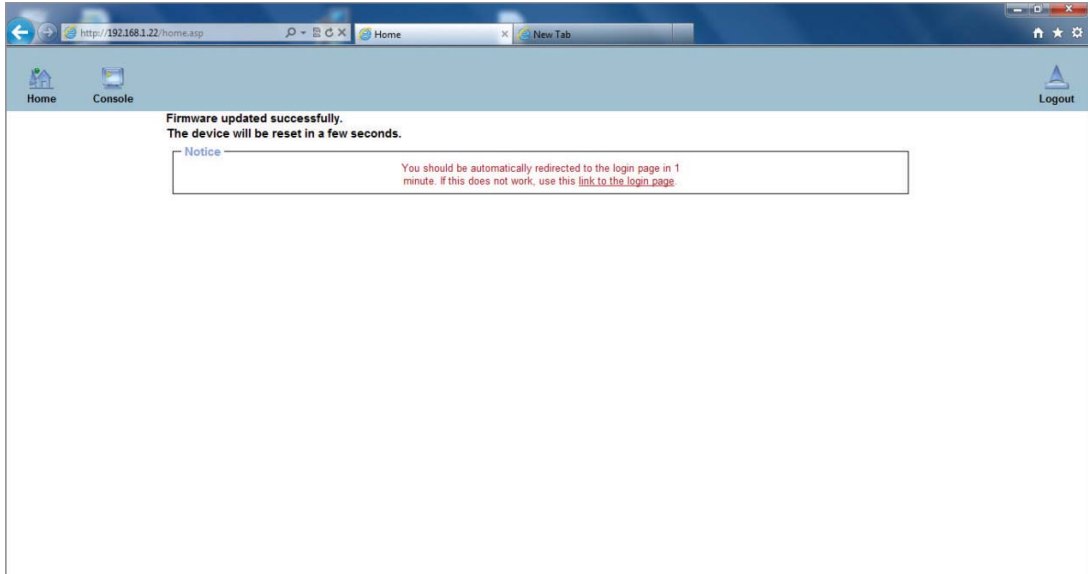 http://192.168.1.22/home.asp
Home
New Tab
Home
Console
Logout
Firmware updated successfully.
The device will be reset in a few seconds.
Notice
You should be automatically redirected to the login page in 1
minute. If this does not work, use this link to the login page.